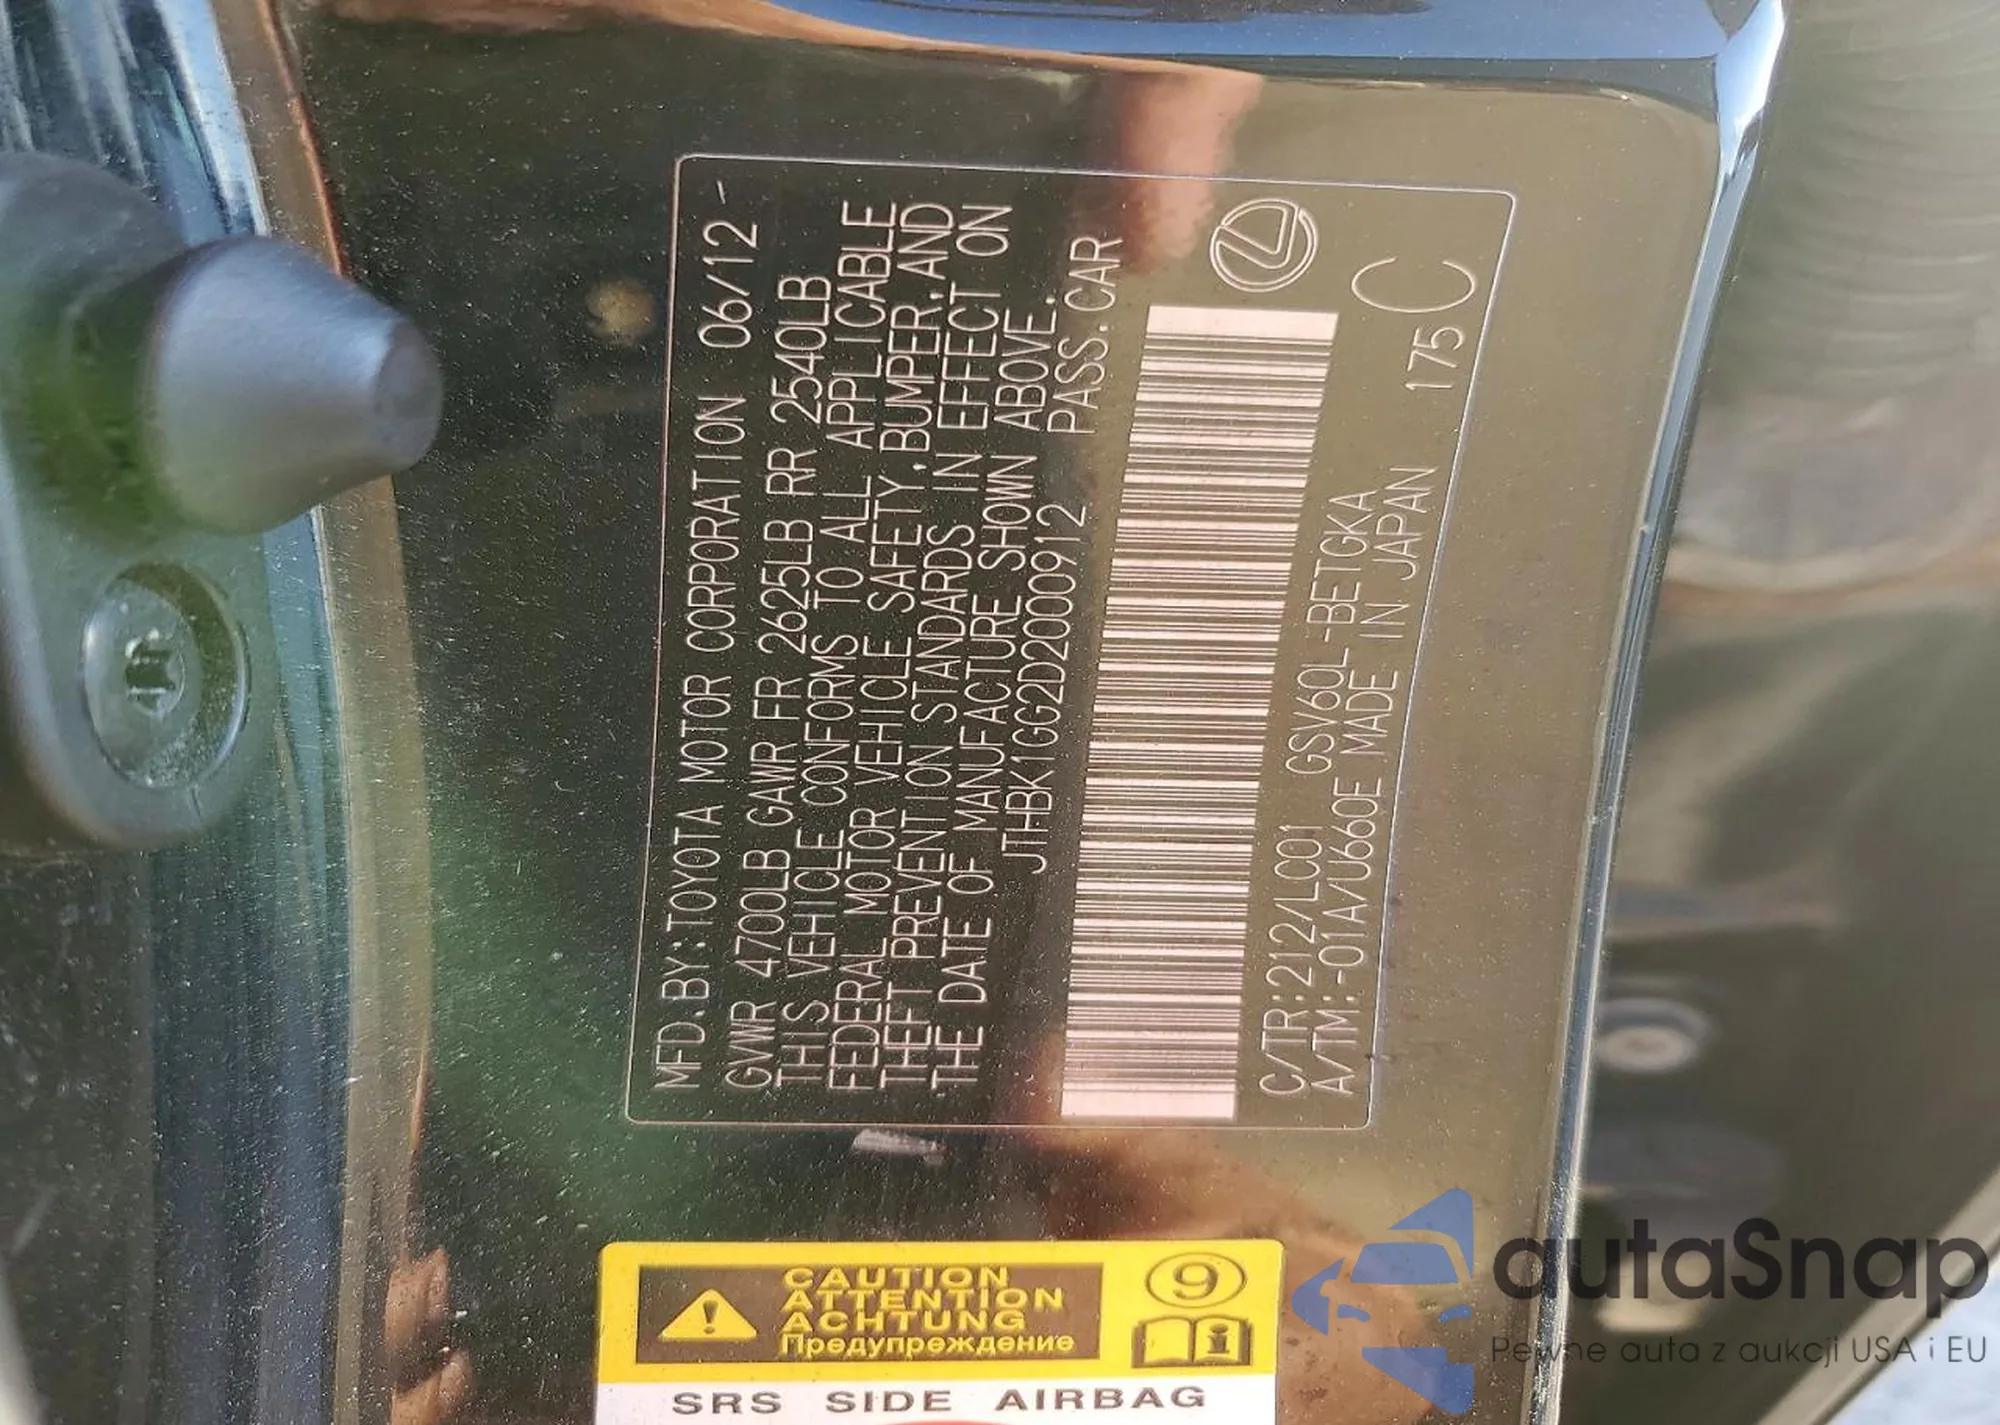 MFD.BY:TOYOTA MOTOR CORPORATION 06/12
GVWR 4700LB GAWR FR 2625LB RR 2540LB
THIS VEHICLE CONFORMS TO ALL APPLICABLE
FEDERAL MOTOR VEHICLE SAFETY,BUMPER,AND
THEFT PREVENTION STANDARDS IN EFFECT ON
THE DATE OF MANUFACTURE SHOWN ABOVE.
JTHBK1GG2D2000912 PASS.CAR
C/TR:212/LC01 GSV60L-BETGKA
A/TM:-01A/U660E MADE IN JAPAN 175 C
CAUTION
ATTENTION
ACHTUNG
Предупреждение
9
i
SRS SIDE AIRBAG
autaSnap
Pewne auta z aukcji USA i EU